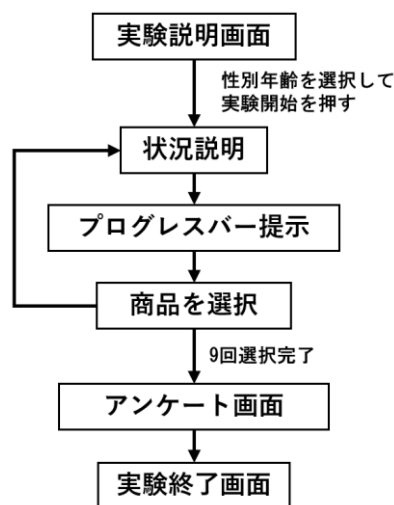 実験説明画面
性別年齢を選択して
実験開始を押す
状況説明
プログレスバー提示
商品を選択
9回選択完了
アンケート画面
実験終了画面